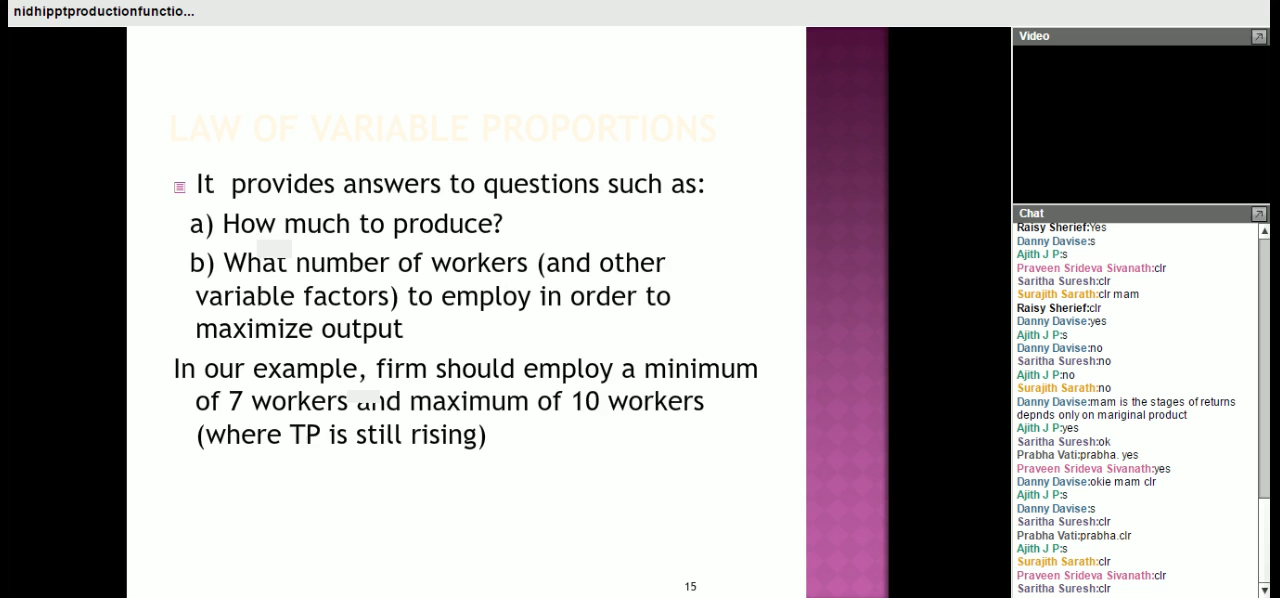 nidhipptproductionfunctio...
LAW OF VARIABLE PROPORTIONS
It provides answers to questions such as:
a) How much to produce?
b) What number of workers (and other
variable factors) to employ in order to
maximize output
In our example, firm should employ a minimum
of 7 workers and maximum of 10 workers
(where TP is still rising)
15
Video
Chat
Raisy Sherief:Yes
Danny Davise:s
Ajith J P:s
Praveen Srideva Sivanath:clr
Saritha Suresh:clr
Surajith Sarath:clr mam
Raisy Sherief:clr
Danny Davise:yes
Ajith J P:s
Danny Davise:no
Saritha Suresh:no
Ajith J P:no
Surajith Sarath:no
Danny Davise:mam is the stages of returns
depnds only on mariginal product
Ajith J P:yes
Saritha Suresh:ok
Prabha Vati:prabha. yes
Praveen Srideva Sivanath:yes
Danny Davise:okie mam clr
Ajith J P:s
Danny Davise:s
Saritha Suresh:clr
Prabha Vati:prabha.clr
Ajith J P:s
Surajith Sarath:clr
Praveen Srideva Sivanath:clr
Saritha Suresh:clr